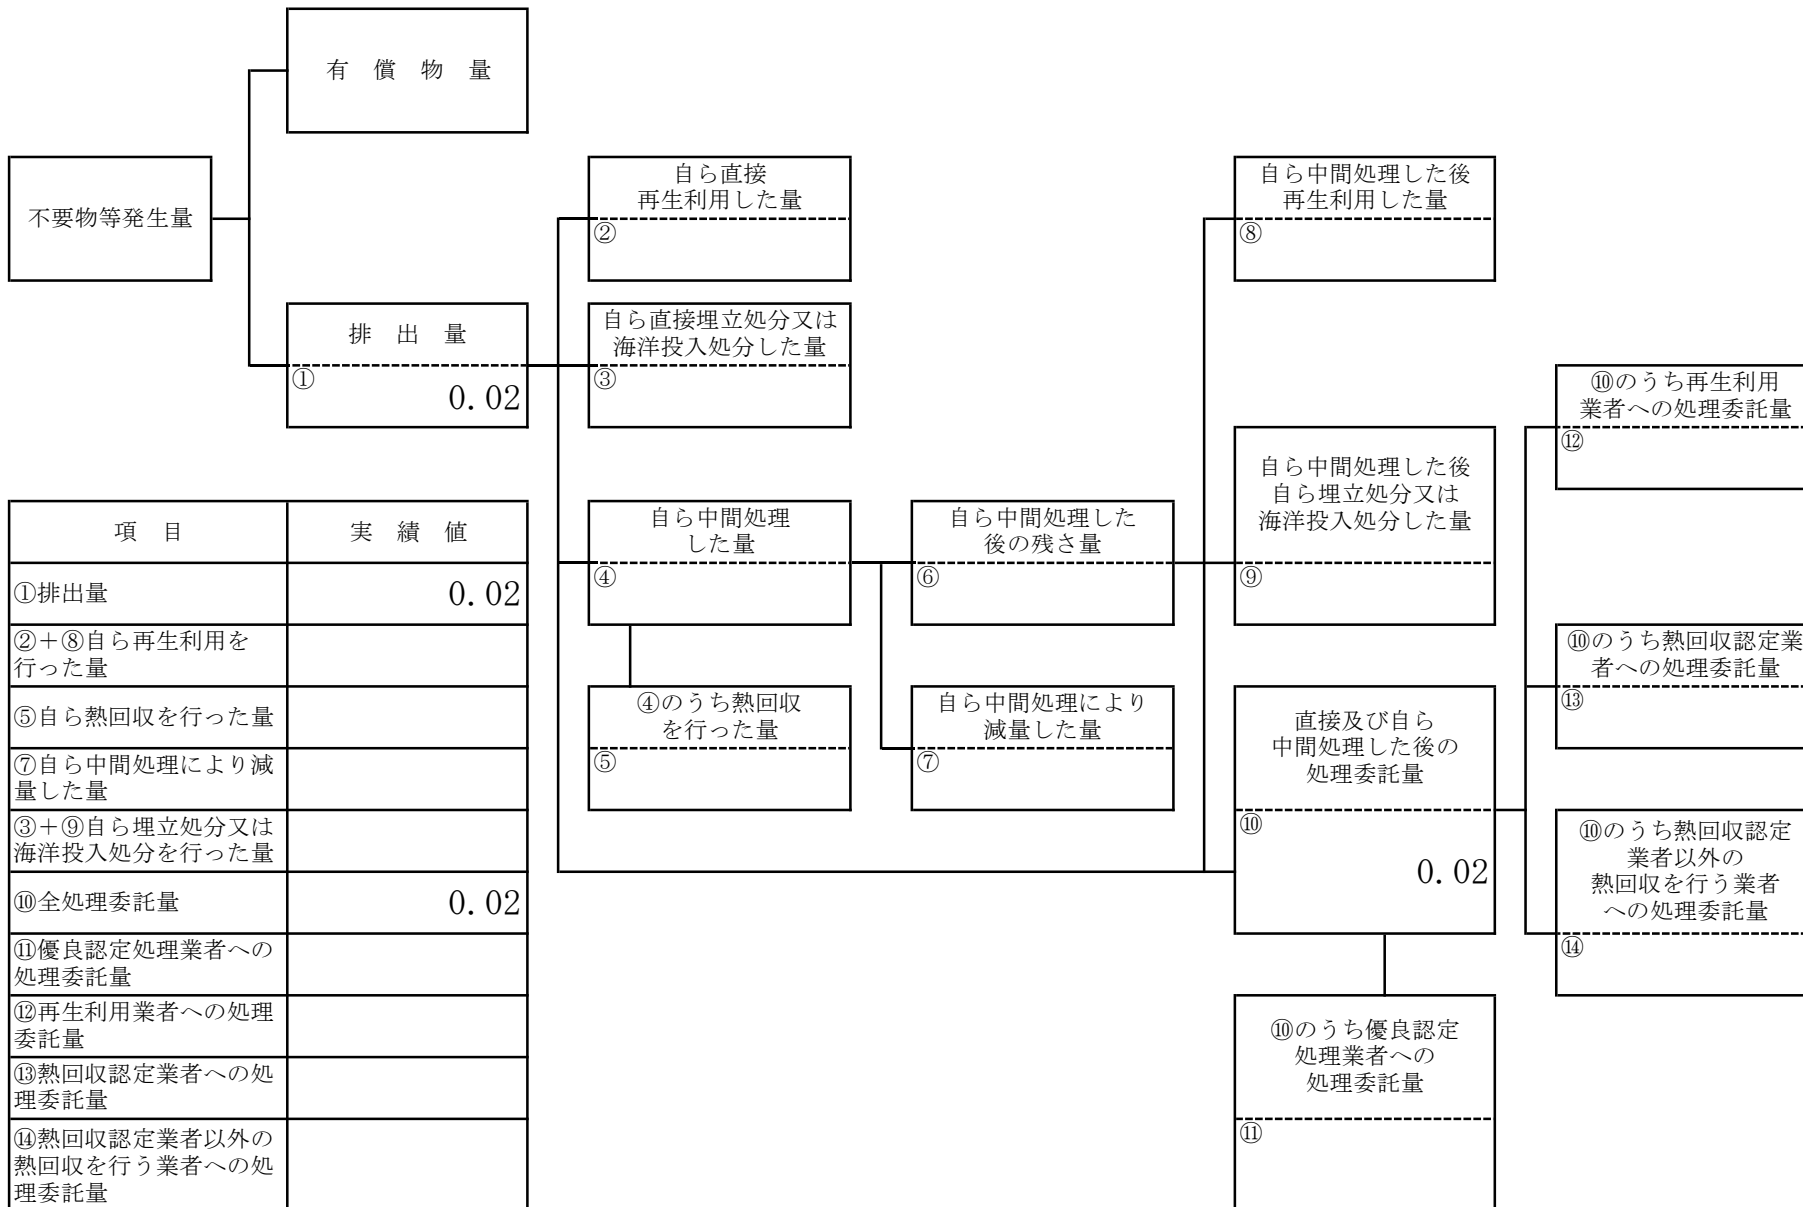 有 償 物 量
不要物等発生量
自ら直接
再生利用した量
②
自ら中間処理した後
再生利用した量
⑧
排 出 量
①
0.02
自ら直接埋立処分又は
海洋投入処分した量
③
⑩のうち再生利用
業者への処理委託量
⑫
自ら中間処理した後
自ら埋立処分又は
海洋投入処分した量
⑨
自ら中間処理
した量
④
自ら中間処理した
後の残さ量
⑥
⑩のうち熱回収認定業
者への処理委託量
⑬
④のうち熱回収
を行った量
⑤
自ら中間処理により
減量した量
⑦
直接及び自ら
中間処理した後の
処理委託量
⑩
0.02
⑩のうち熱回収認定
業者以外の
熱回収を行う業者
への処理委託量
⑭
⑩のうち優良認定
処理業者への
処理委託量
⑪
項 目 実 績 値
①排出量 0.02
②+⑧自ら再生利用を
行った量
⑤自ら熱回収を行った量
⑦自ら中間処理により減
量した量
③+⑨自ら埋立処分又は
海洋投入処分を行った量
⑩全処理委託量 0.02
⑪優良認定処理業者への
処理委託量
⑫再生利用業者への処理
委託量
⑬熱回収認定業者への処
理委託量
⑭熱回収認定業者以外の
熱回収を行う業者への処
理委託量